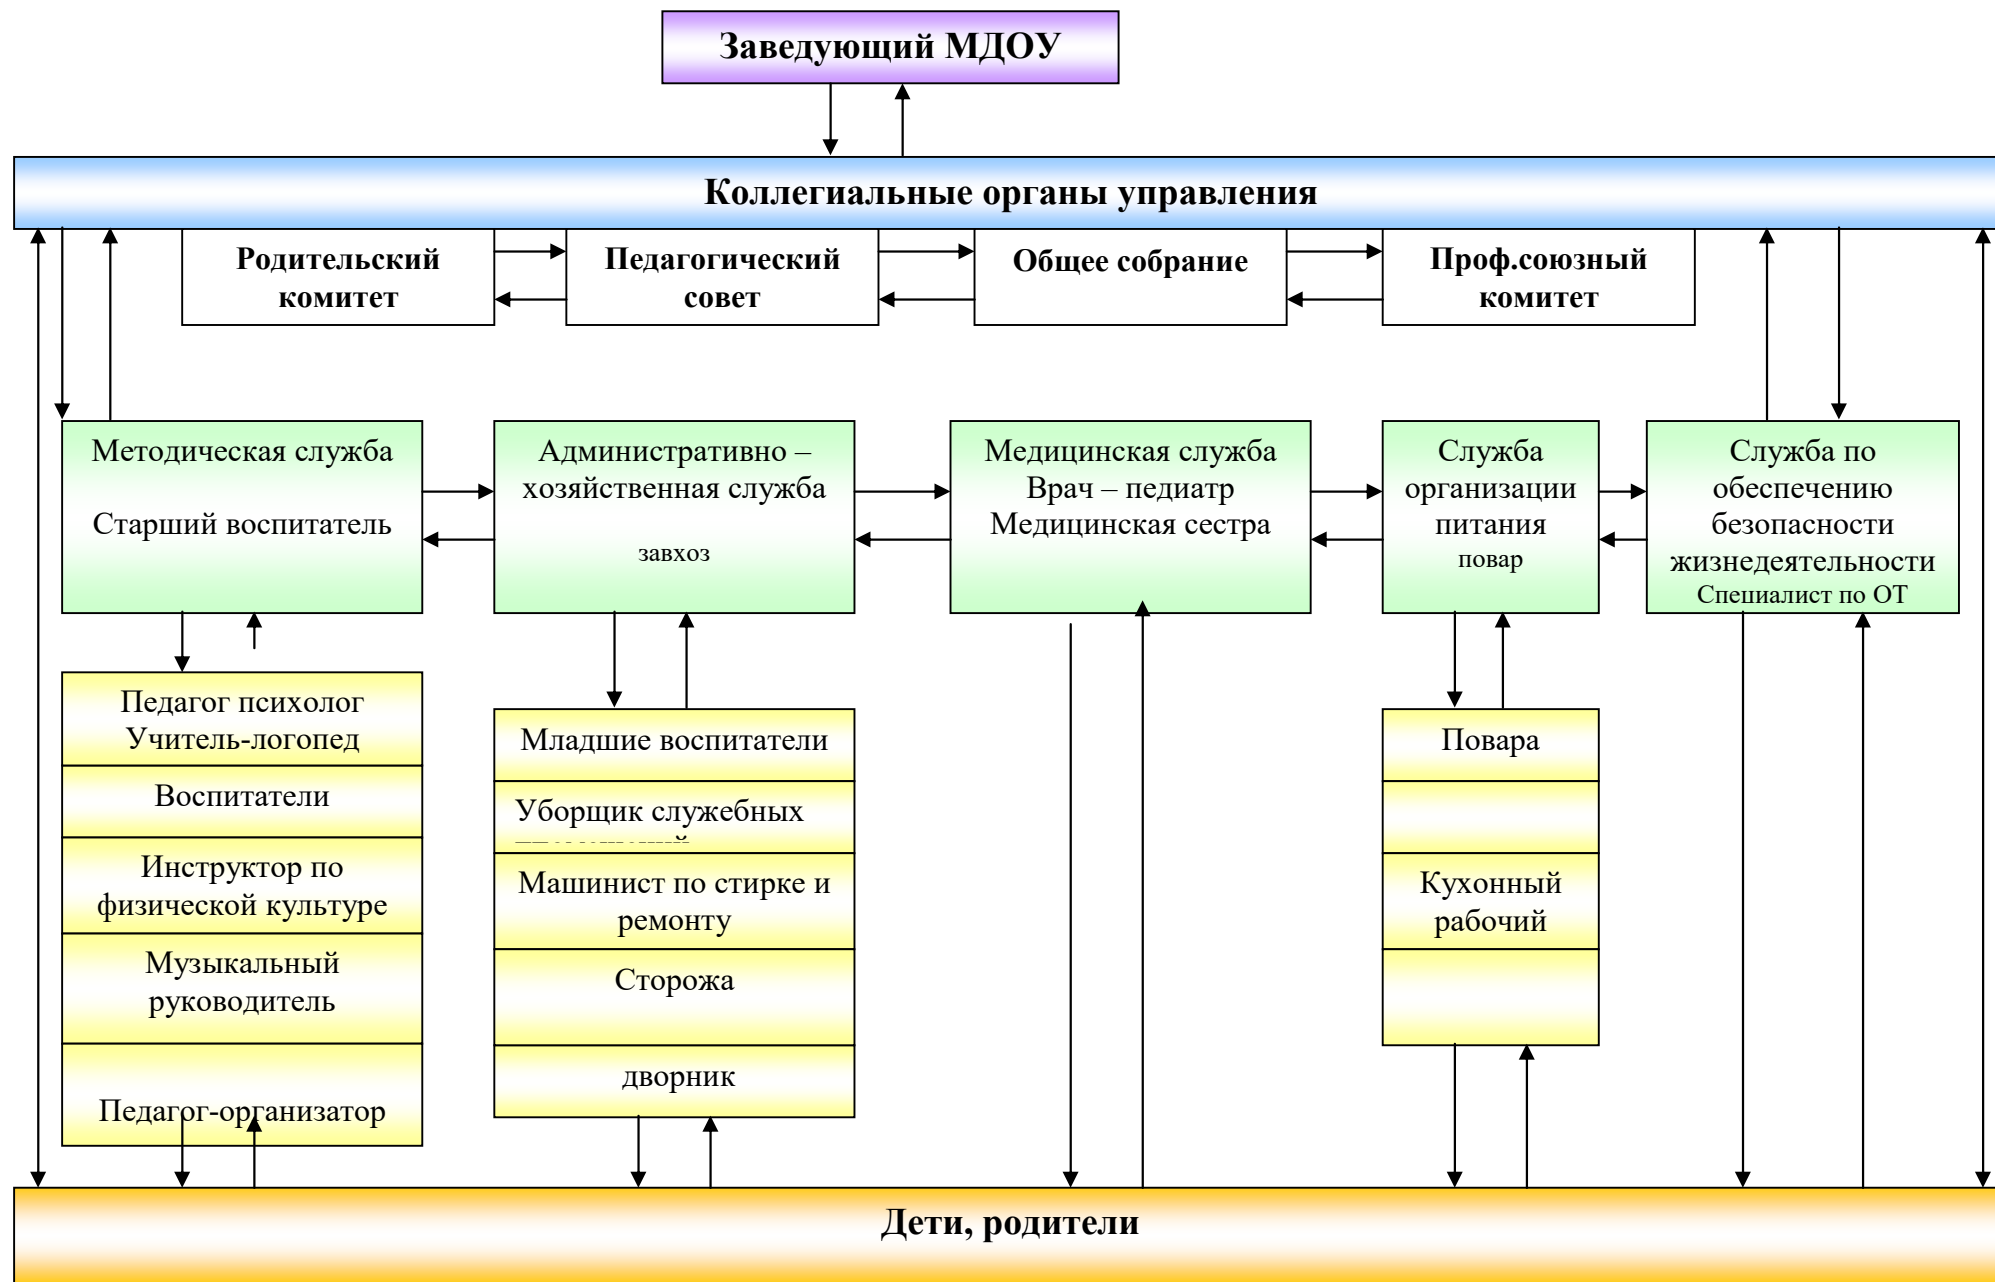 Заведующий МДОУ
Коллегиальные органы управления
Родительский
комитет
Педагогический
совет
Общее собрание
Проф.союзный
комитет
Методическая служба
Старший воспитатель
Административно –
хозяйственная служба
завхоз
Медицинская служба
Врач – педиатр
Медицинская сестра
Служба
организации
питания
повар
Служба по
обеспечению
безопасности
жизнедеятельности
Специалист по ОТ
Педагог психолог
Учитель-логопед
Воспитатели
Инструктор по
физической культуре
Музыкальный
руководитель
Педагог-организатор
Младшие воспитатели
Уборщик служебных
Машинист по стирке и
ремонту
Сторожа
дворник
Повара
Кухонный
рабочий
Дети, родители